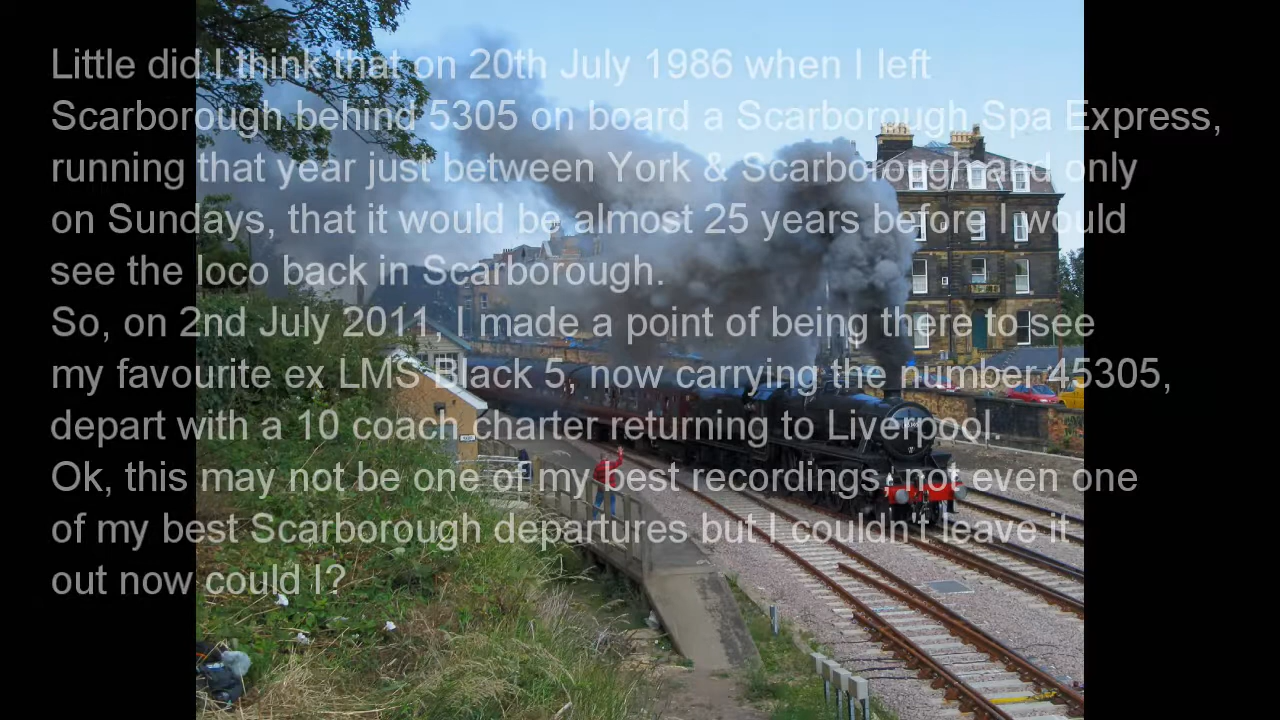 Little did I think that on 20th July 1986 when I left
Scarborough behind 5305 on board a Scarborough Spa Express,
running that year just between York & Scarborough and only
on Sundays, that it would be almost 25 years before I would
see the loco back in Scarborough.
So, on 2nd July 2011, I made a point of being there to see
my favourite ex LMS Black 5, now carrying the number 45305,
depart with a 10 coach charter returning to Liverpool.
Ok, this may not be one of my best recordings, not even one
of my best Scarborough departures but I couldn't leave it
out now could I?